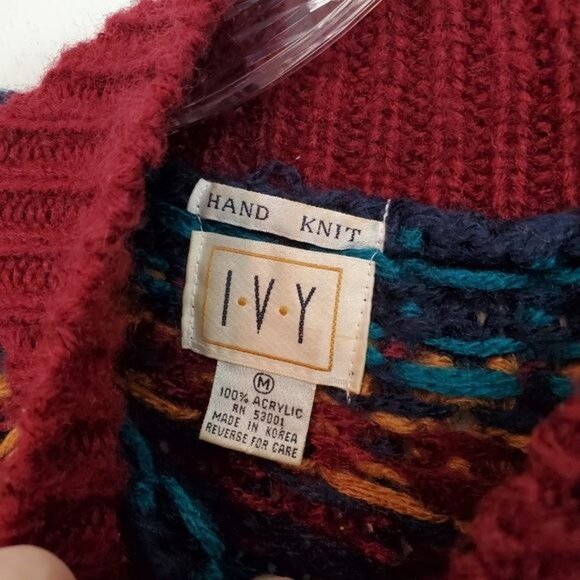 HAND KNIT
I·V·Y
M
100% ACRYLIC
RN 53001
MADE IN KOREA
REVERSE FOR CARE